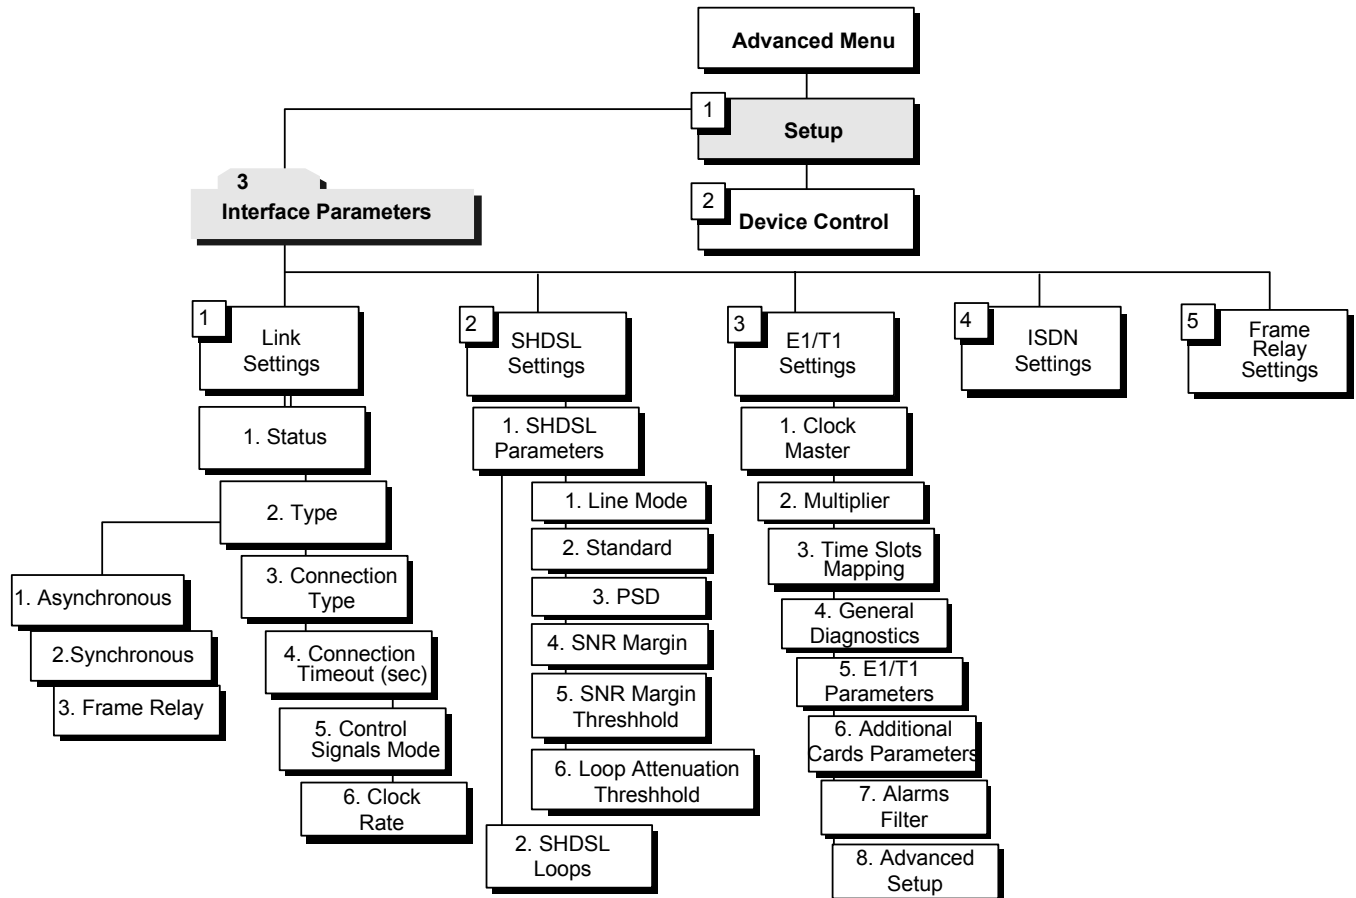 Advanced Menu
1
Setup
3
Interface Parameters
2
Device Control
1
Link
Settings
2
SHDSL
Settings
3
E1/T1
Settings
4
ISDN
Settings
5
Frame
Relay
Settings
1. Status
2. Type
1. Asynchronous
2.Synchronous
3. Frame Relay
3. Connection
Type
4. Connection
Timeout (sec)
5. Control
Signals Mode
6. Clock
Rate
1. SHDSL
Parameters
1. Line Mode
2. Standard
3. PSD
4. SNR Margin
5. SNR Margin
Threshhold
6. Loop Attenuation
Threshhold
2. SHDSL
Loops
1. Clock
Master
2. Multiplier
3. Time Slots
Mapping
4. General
Diagnostics
5. E1/T1
Parameters
6. Additional
Cards Parameters
7. Alarms
Filter
8. Advanced
Setup